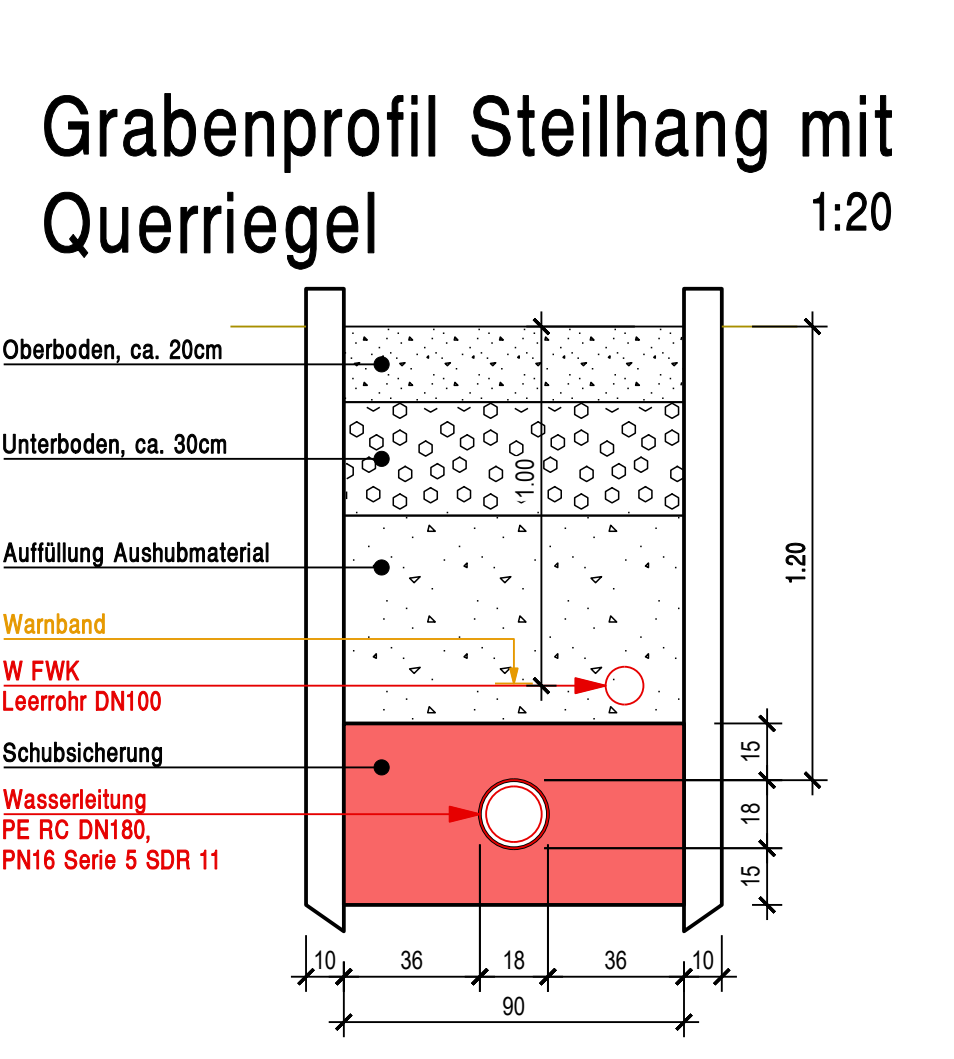 Grabenprofil Steilhang mit
Querriegel
1:20
Oberboden, ca. 20cm
Unterboden, ca. 30cm
1.00
Auffüllung Aushubmaterial
1.20
Warnband
W FWK
Leerrohr DN100
Schubsicherung
15
Wasserleitung
PE RC DN180,
PN16 Serie 5 SDR 11
18
15
10 36 18 36 10
90